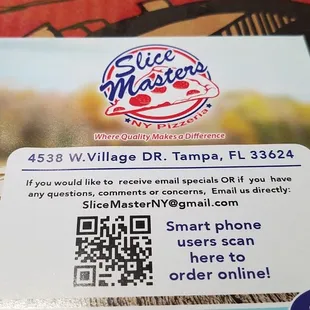 Slice
Masters
NY Pizzeria
Where Quality Makes a Difference
4538 W.Village DR. Tampa, FL 33624
If you would like to receive email specials OR if you have
any questions, comments or concerns, Email us directly:
SliceMasterNY@gmail.com
Smart phone
users scan
here to
order online!